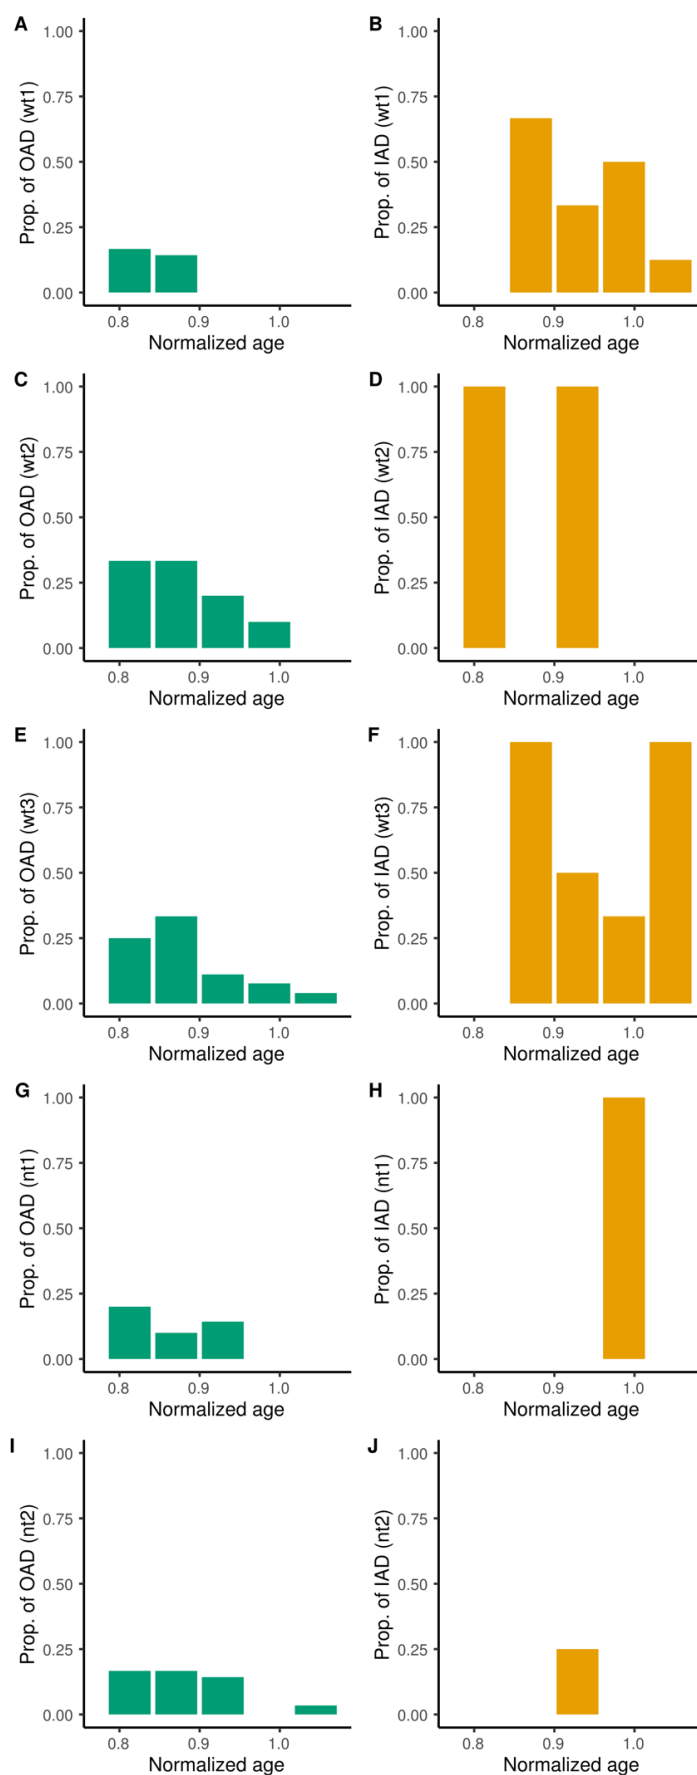 A
1.00
0.75
0.50
0.25
0.00
Prop. of OAD (wt1)
0.8 0.9 1.0
Normalized age
B
1.00
0.75
0.50
0.25
0.00
Prop. of IAD (wt1)
0.8 0.9 1.0
Normalized age
C
1.00
0.75
0.50
0.25
0.00
Prop. of OAD (wt2)
0.8 0.9 1.0
Normalized age
D
1.00
0.75
0.50
0.25
0.00
Prop. of IAD (wt2)
0.8 0.9 1.0
Normalized age
E
1.00
0.75
0.50
0.25
0.00
Prop. of OAD (wt3)
0.8 0.9 1.0
Normalized age
F
1.00
0.75
0.50
0.25
0.00
Prop. of IAD (wt3)
0.8 0.9 1.0
Normalized age
G
1.00
0.75
0.50
0.25
0.00
Prop. of OAD (nt1)
0.8 0.9 1.0
Normalized age
H
1.00
0.75
0.50
0.25
0.00
Prop. of IAD (nt1)
0.8 0.9 1.0
Normalized age
I
1.00
0.75
0.50
0.25
0.00
Prop. of OAD (nt2)
0.8 0.9 1.0
Normalized age
J
1.00
0.75
0.50
0.25
0.00
Prop. of IAD (nt2)
0.8 0.9 1.0
Normalized age